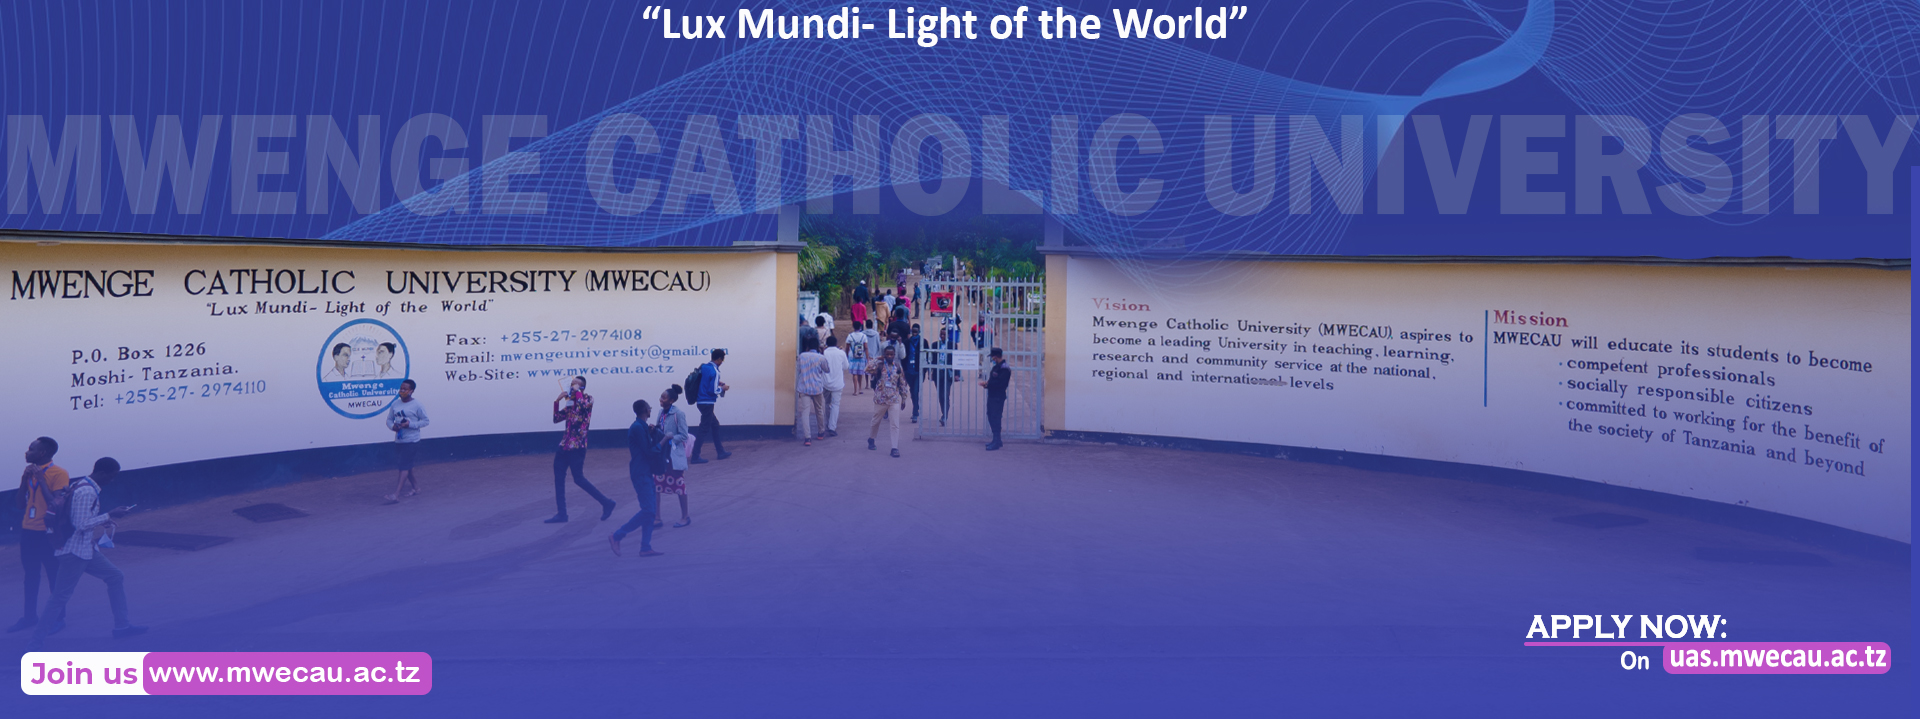 “Lux Mundi- Light of the World”
MWENGE CATHOLIC UNIVERSITY
MWENGE CATHOLIC UNIVERSITY (MWECAU)
“Lux Mundi- Light of the World”
P.O. Box 1226
Moshi- Tanzania.
Tel: +255-27- 2974110
Mwenge
Catholic University
MWECAU
Fax: +255-27- 2974108
Email: mwengeuniversity@gmail.com
Web-Site: www.mwecau.ac.tz
Vision
Mwenge Catholic University (MWECAU), aspires to
become a leading University in teaching, learning,
research and community service at the national,
regional and international levels
Mission
MWECAU will educate its students to become
·competent professionals
·socially responsible citizens
·committed to working for the benefit of
the society of Tanzania and beyond
Join us www.mwecau.ac.tz
APPLY NOW:
On uas.mwecau.ac.tz